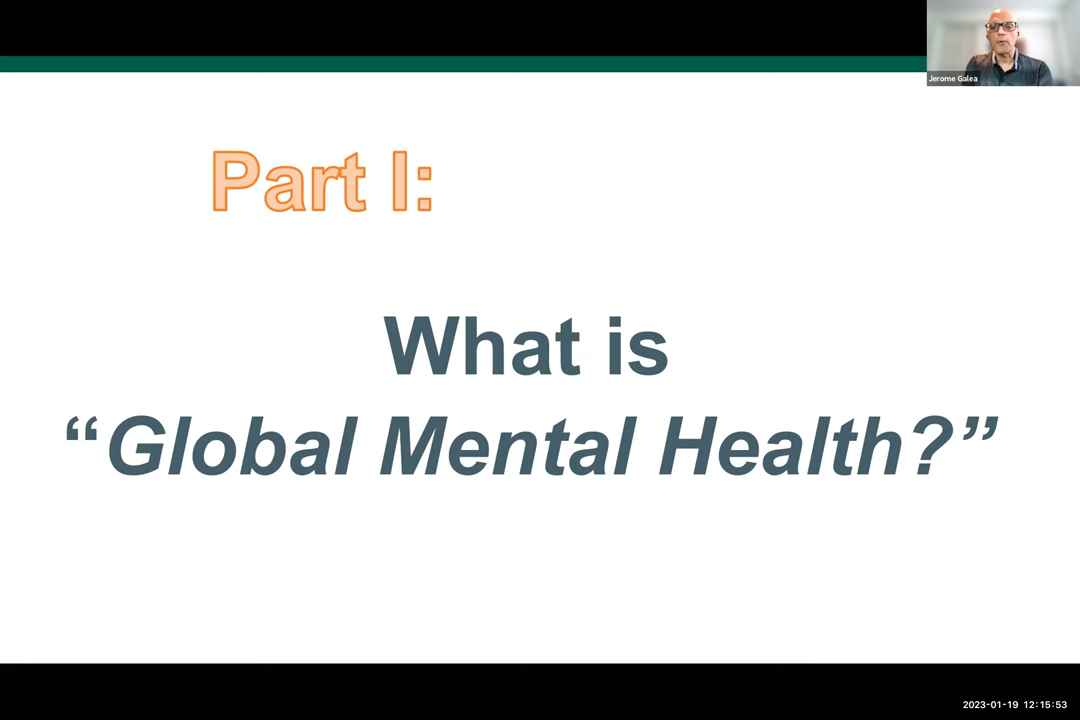 Jerome Galea
Part I:
What is
“Global Mental Health?”
2023-01-19 12:15:53